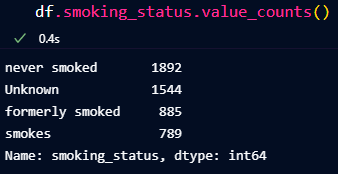 df.smoking_status.value_counts()
0.4s
never smoked 1892
Unknown 1544
formerly smoked 885
smokes 789
Name: smoking_status, dtype: int64